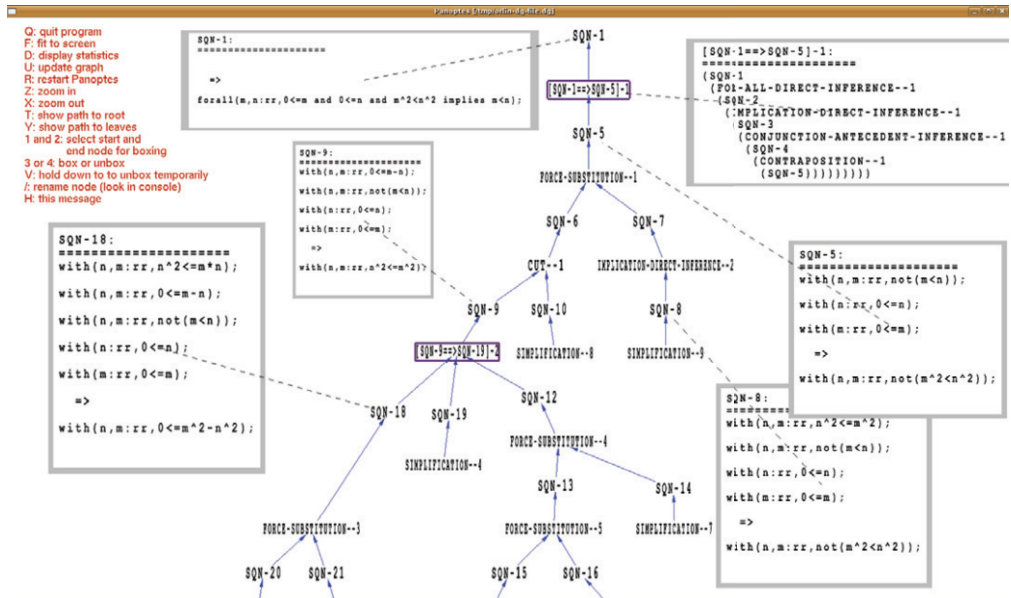 Panoptes [tmp/atlin-dg-file.dg]
Q: quit program
F: fit to screen
D: display statistics
U: update graph
R: restart Panoptes
Z: zoom in
X: zoom out
T: show path to root
Y: show path to leaves
1 and 2: select start and
end node for boxing
3 or 4: box or unbox
V: hold down to to unbox temporarily
/: rename node (look in console)
H: this message
SQN-1:
=====================
=>
forall(m,n:rr,0<=m and 0<=n and m^2<n^2 implies m<n);
SQN-1
[SQN-1==>SQN-5]-1
SQN-5
FORCE-SUBSTITUTION--1
SQN-6
SQN-7
CUT--1
IMPLICATION-DIRECT-INFERENCE--2
SQN-9
SQN-10
SQN-8
SIMPLIFICATION--8
SIMPLIFICATION--9
[SQN-9==>SQN-19]-2
SQN-18
SQN-19
SQN-12
SIMPLIFICATION--4
FORCE-SUBSTITUTION--4
SQN-13
SQN-14
FORCE-SUBSTITUTION--3
FORCE-SUBSTITUTION--5
SIMPLIFICATION--7
SQN-20
SQN-21
SQN-15
SQN-16
[SQN-1==>SQN-5]-1:
=====================
(SQN-1
(FOR-ALL-DIRECT-INFERENCE--1
(SQN-2
(IMPLICATION-DIRECT-INFERENCE--1
(SQN-3
(CONJUNCTION-ANTECEDENT-INFERENCE--1
(SQN-4
(CONTRAPOSITION--1
(SQN-5)))))))))
SQN-9:
=====================
with(n,m:rr,0<=m-n);
with(n,m:rr,not(m<n));
with(n:rr,0<=n);
with(m:rr,0<=m);
=>
with(n,m:rr,n^2<=m^2);
SQN-18:
=====================
with(n,m:rr,n^2<=m*n);
with(n,m:rr,0<=m-n);
with(n,m:rr,not(m<n));
with(n:rr,0<=n);
with(m:rr,0<=m);
=>
with(n,m:rr,0<=m^2-n^2);
SQN-5:
=====================
with(n,m:rr,not(m<n));
with(n:rr,0<=n);
with(m:rr,0<=m);
=>
with(n,m:rr,not(m^2<n^2));
SQN-8:
=====================
with(n,m:rr,n^2<=m^2);
with(n,m:rr,not(m<n));
with(n:rr,0<=n);
with(m:rr,0<=m);
=>
with(n,m:rr,not(m^2<n^2));